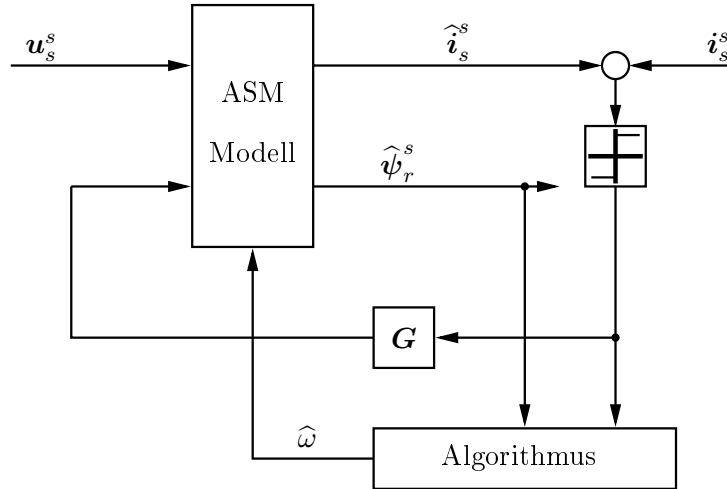 u_s^s
î_s^s
i_s^s
ASM
Modell
ψ̂_r^s
G
ω̂
Algorithmus